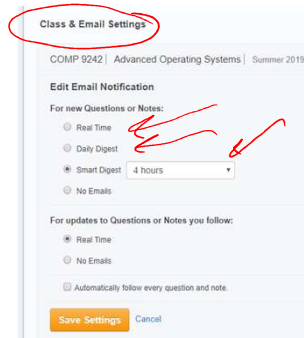 Class & Email Settings
COMP 9242 | Advanced Operating Systems | Summer 2019
Edit Email Notification
For new Questions or Notes:
Real Time
Daily Digest
Smart Digest 4 hours
No Emails
For updates to Questions or Notes you follow:
Real Time
No Emails
Automatically follow every question and note.
Save Settings Cancel